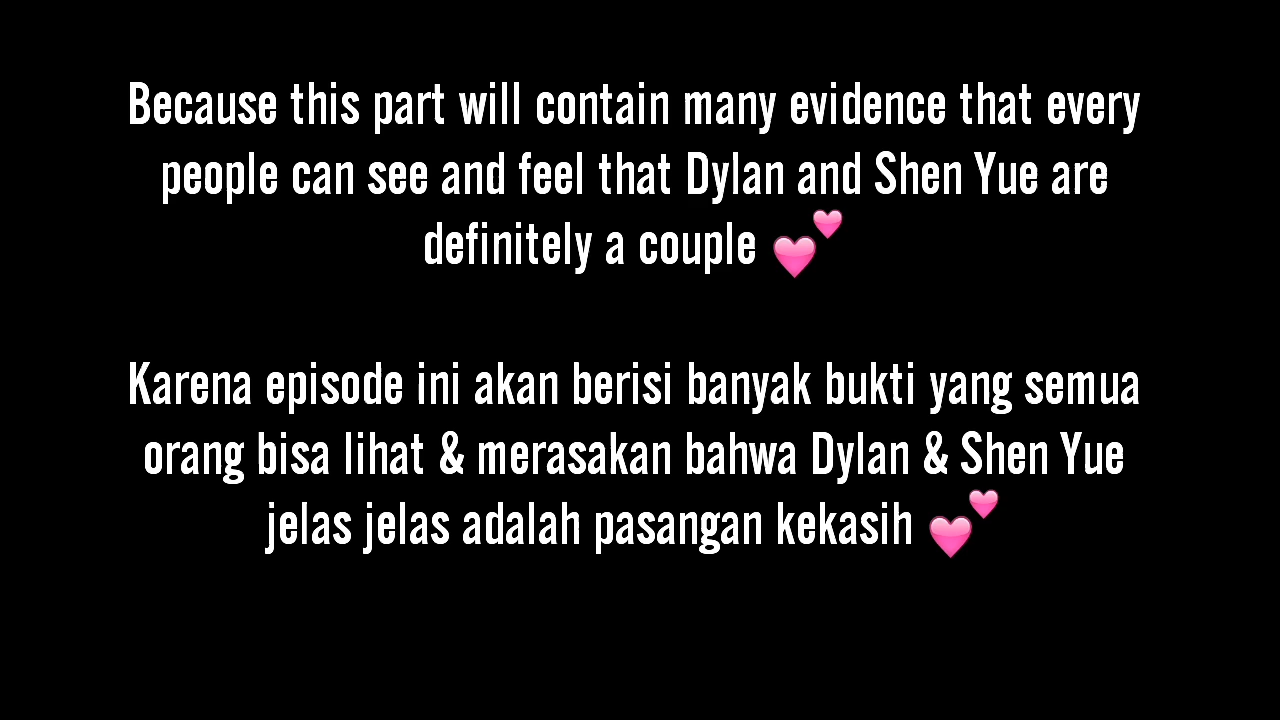 Because this part will contain many evidence that every
people can see and feel that Dylan and Shen Yue are
definitely a couple 💕
Karena episode ini akan berisi banyak bukti yang semua
orang bisa lihat & merasakan bahwa Dylan & Shen Yue
jelas jelas adalah pasangan kekasih 💕